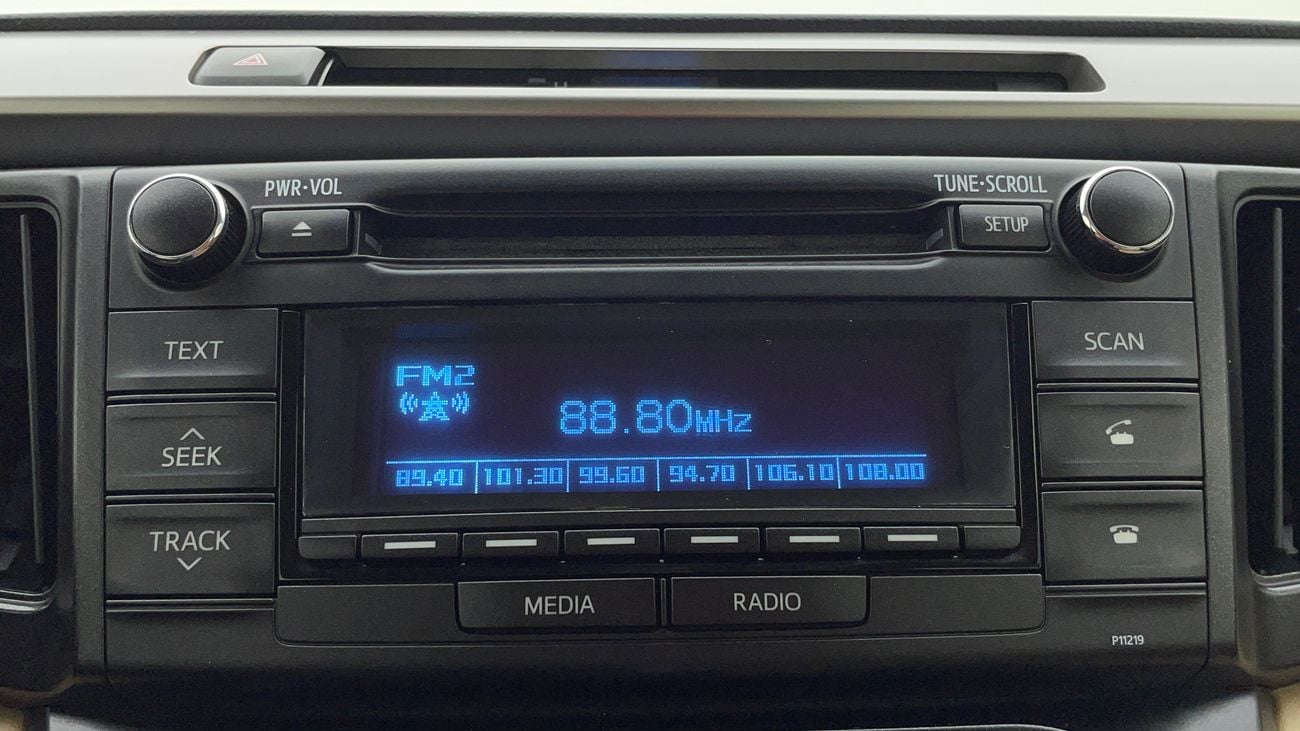 PWR·VOL
TUNE·SCROLL
SETUP
TEXT
SCAN
FM2
88.80MHz
SEEK
89.40 101.30 99.60 94.70 106.10 108.00
TRACK
MEDIA
RADIO
P11219